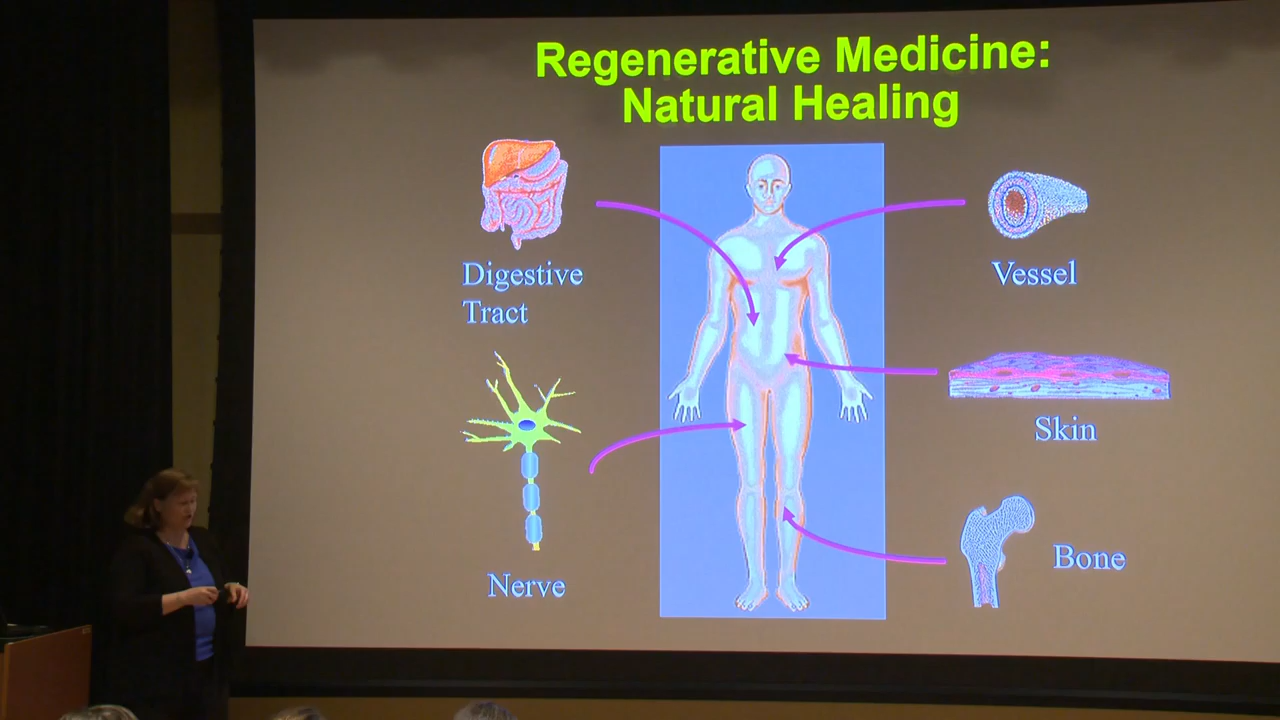 Regenerative Medicine:
Natural Healing
Digestive
Tract
Vessel
Skin
Nerve
Bone